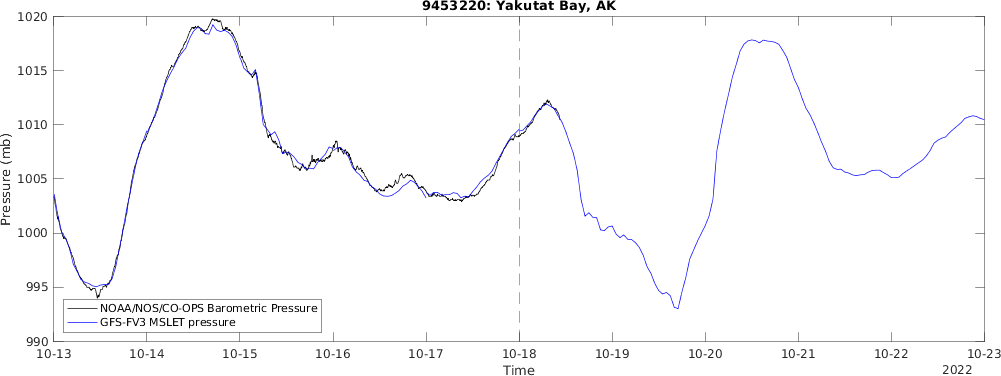 9453220: Yakutat Bay, AK
Pressure (mb)
1020
1015
1010
1005
1000
995
990
NOAA/NOS/CO-OPS Barometric Pressure
GFS-FV3 MSLET pressure
10-13 10-14 10-15 10-16 10-17 10-18 10-19 10-20 10-21 10-22 10-23
Time
2022